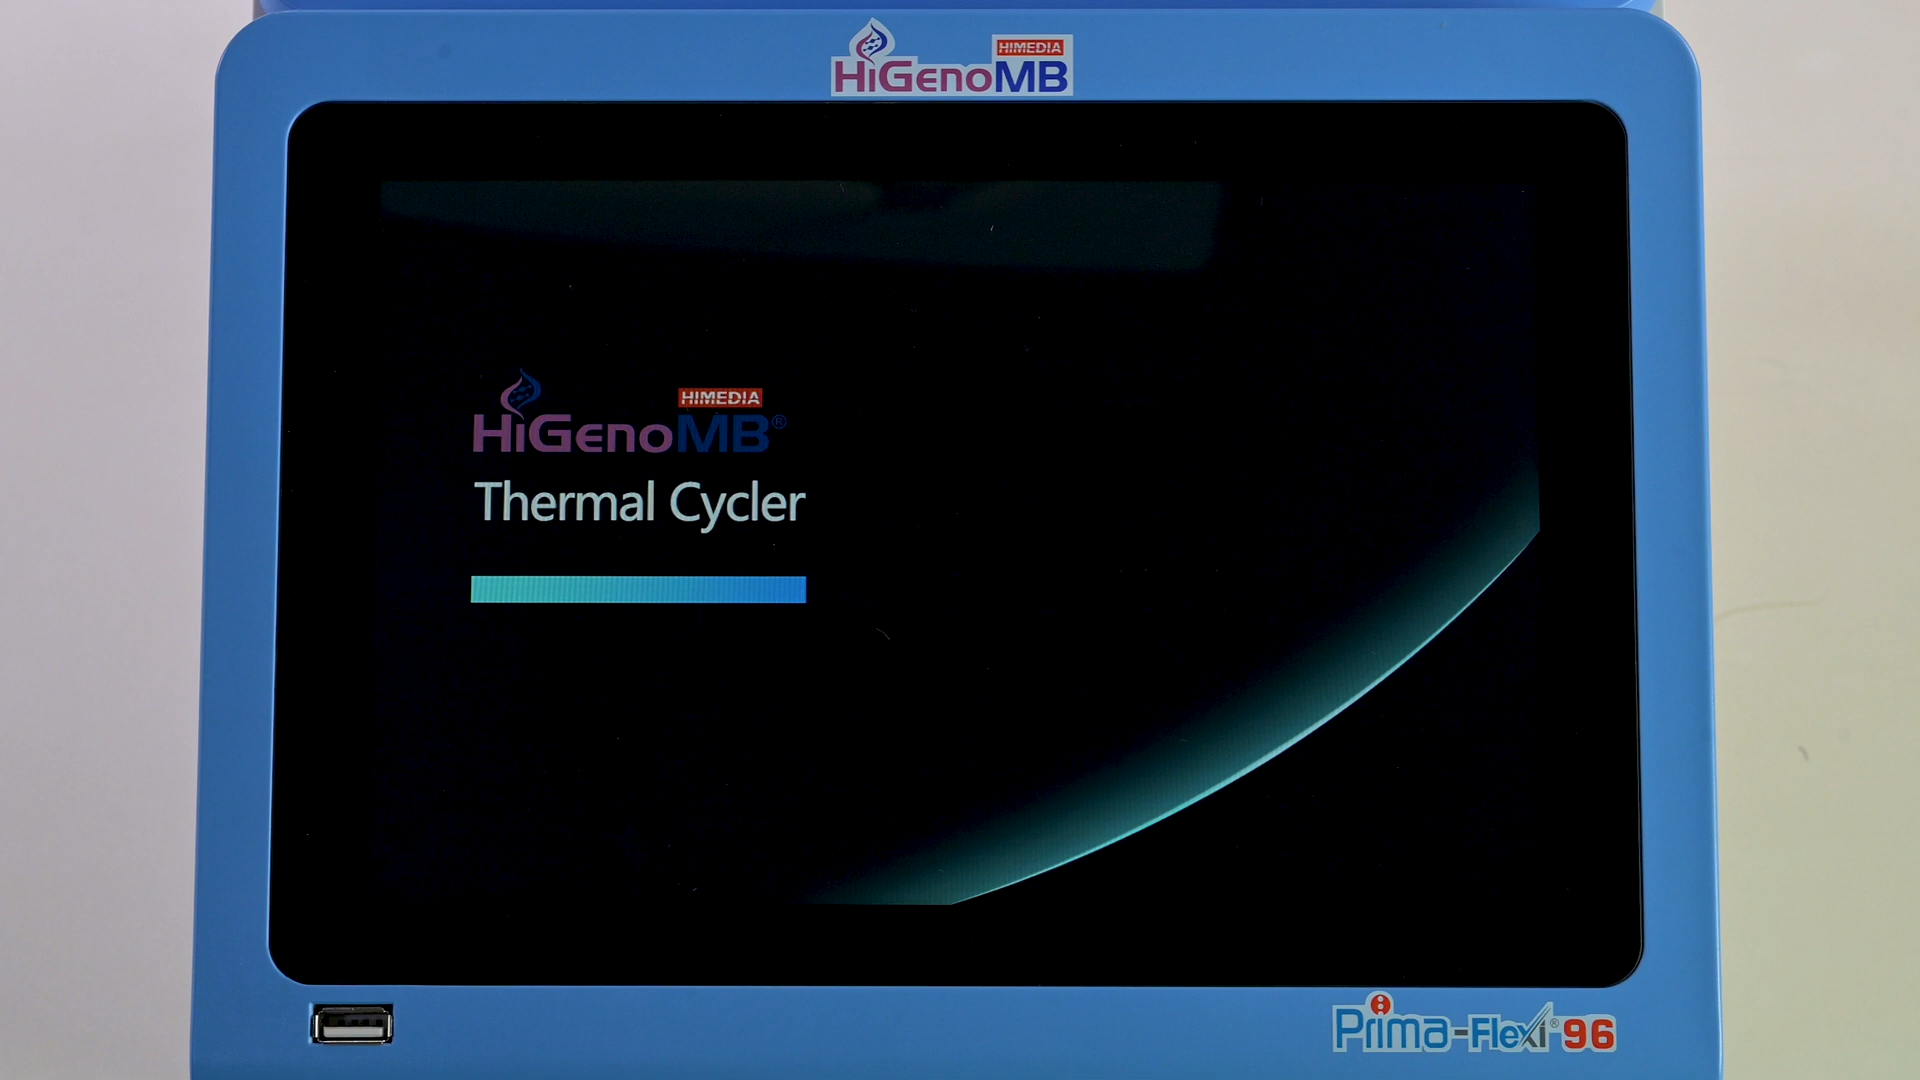 HIMEDIA
HiGenoMB
HIMEDIA
HiGenoMB®
Thermal Cycler
Prima-Flexi® 96